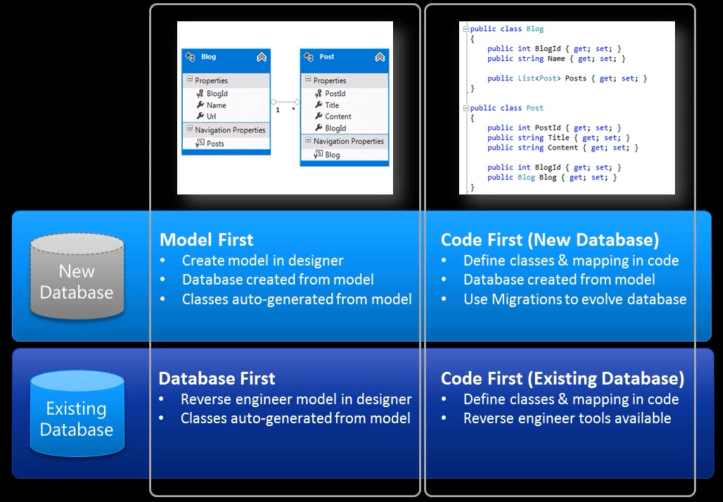 Blog
Properties
BlogId
Name
Url
Navigation Properties
Posts
1 *
Post
Properties
PostId
Title
Content
BlogId
Navigation Properties
Blog
public class Blog
{
public int BlogId { get; set; }
public string Name { get; set; }
public List<Post> Posts { get; set; }
}
public class Post
{
public int PostId { get; set; }
public string Title { get; set; }
public string Content { get; set; }
public int BlogId { get; set; }
public Blog Blog { get; set; }
}
New
Database
Model First
• Create model in designer
• Database created from model
• Classes auto-generated from model
Code First (New Database)
• Define classes & mapping in code
• Database created from model
• Use Migrations to evolve database
Existing
Database
Database First
• Reverse engineer model in designer
• Classes auto-generated from model
Code First (Existing Database)
• Define classes & mapping in code
• Reverse engineer tools available